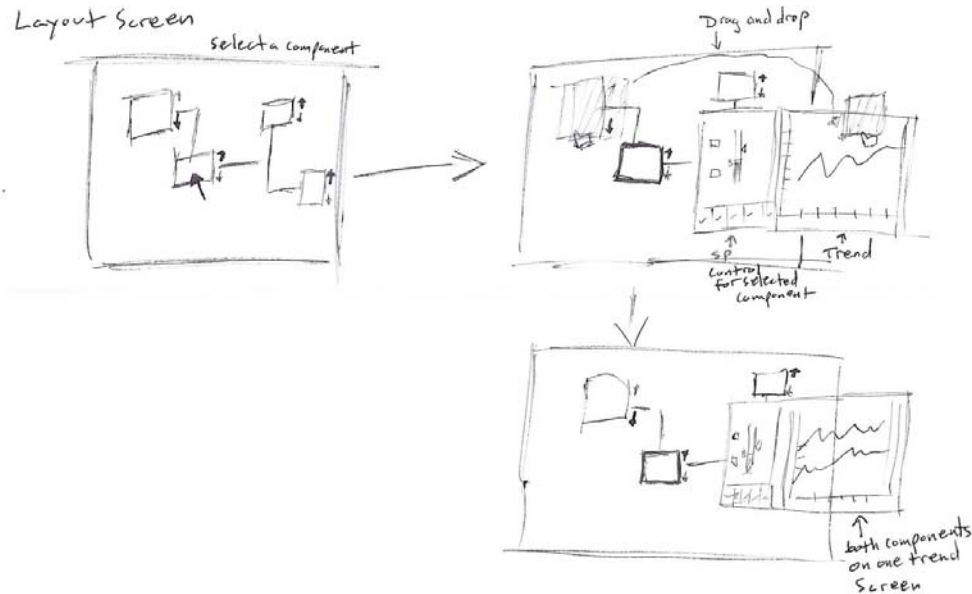 Layout Screen
select a component
Drag and drop
SP
Trend
Control
for selected
component
both components
on one trend
Screen